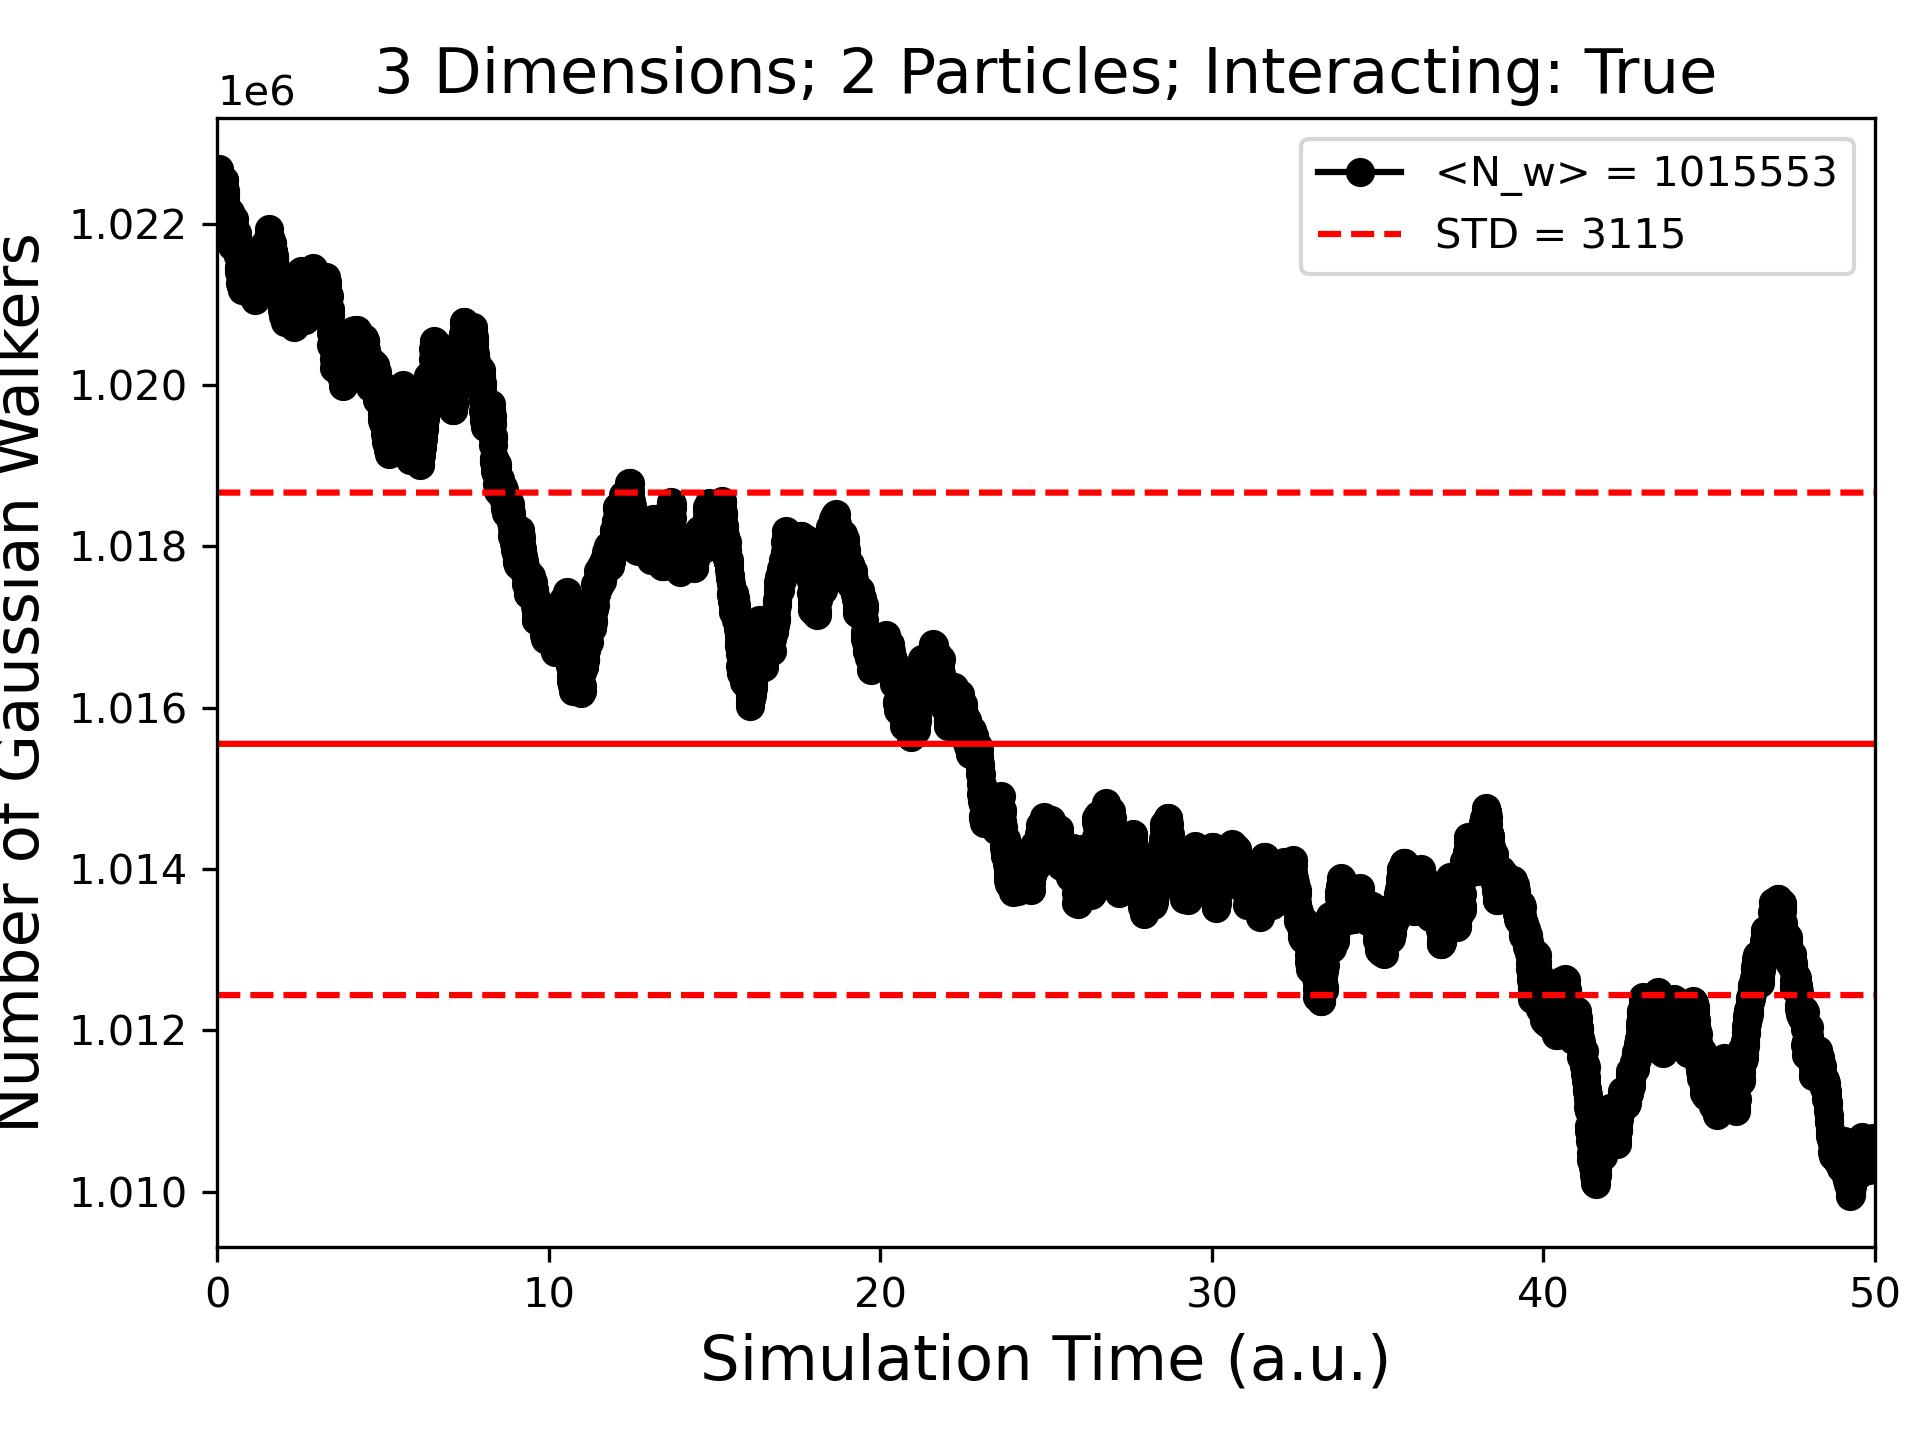 3 Dimensions; 2 Particles; Interacting: True
1e6
<N_w> = 1015553
STD = 3115
Number of Gaussian Walkers
1.022
1.020
1.018
1.016
1.014
1.012
1.010
0 10 20 30 40 50
Simulation Time (a.u.)